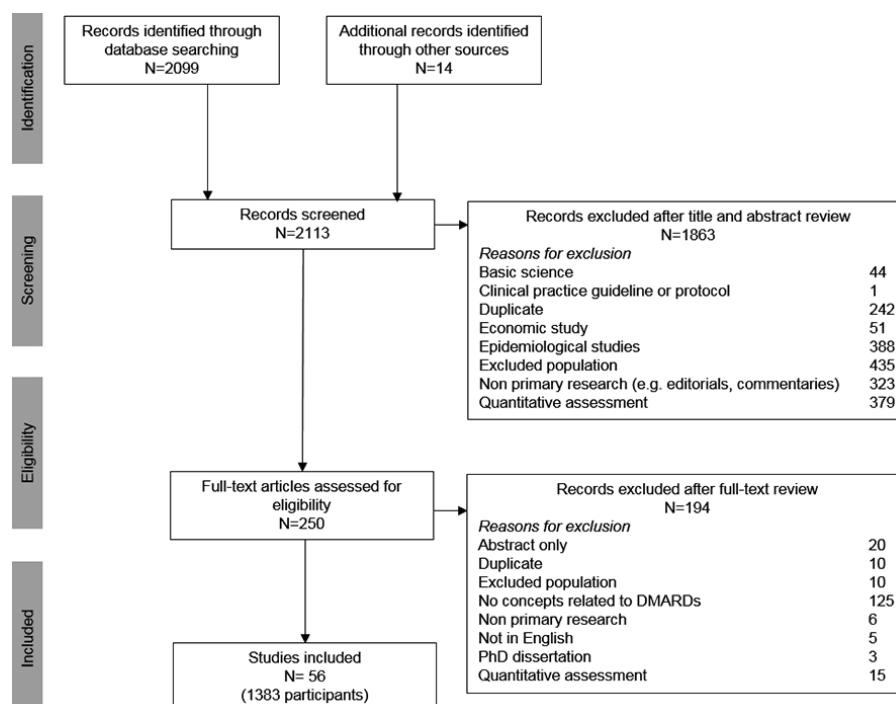 Identification
Records identified through
database searching
N=2099
Additional records identified
through other sources
N=14
Screening
Records screened
N=2113
Records excluded after title and abstract review
N=1863
Reasons for exclusion
Basic science 44
Clinical practice guideline or protocol 1
Duplicate 242
Economic study 51
Epidemiological studies 388
Excluded population 435
Non primary research (e.g. editorials, commentaries) 323
Quantitative assessment 379
Eligibility
Full-text articles assessed for
eligibility
N=250
Records excluded after full-text review
N=194
Reasons for exclusion
Abstract only 20
Duplicate 10
Excluded population 10
No concepts related to DMARDs 125
Non primary research 6
Not in English 5
PhD dissertation 3
Quantitative assessment 15
Included
Studies included
N= 56
(1383 participants)